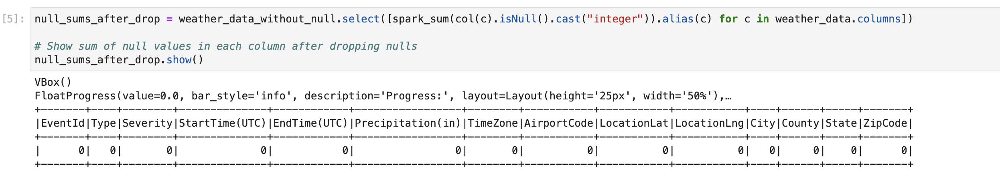 [5]:
null_sums_after_drop = weather_data_without_null.select([spark_sum(col(c).isNull().cast("integer")).alias(c) for c in weather_data.columns])
# Show sum of null values in each column after dropping nulls
null_sums_after_drop.show()
VBox()
FloatProgress(value=0.0, bar_style='info', description='Progress:', layout=Layout(height='25px', width='50%'),…
+-------+----+--------+--------------+------------+-----------------+--------+-----------+-----------+-----------+----+------+-----+-------+
|EventId|Type|Severity|StartTime(UTC)|EndTime(UTC)|Precipitation(in)|TimeZone|AirportCode|LocationLat|LocationLng|City|County|State|ZipCode|
+-------+----+--------+--------------+------------+-----------------+--------+-----------+-----------+-----------+----+------+-----+-------+
|      0|   0|       0|             0|           0|                0|       0|          0|          0|          0|   0|     0|    0|      0|
+-------+----+--------+--------------+------------+-----------------+--------+-----------+-----------+-----------+----+------+-----+-------+